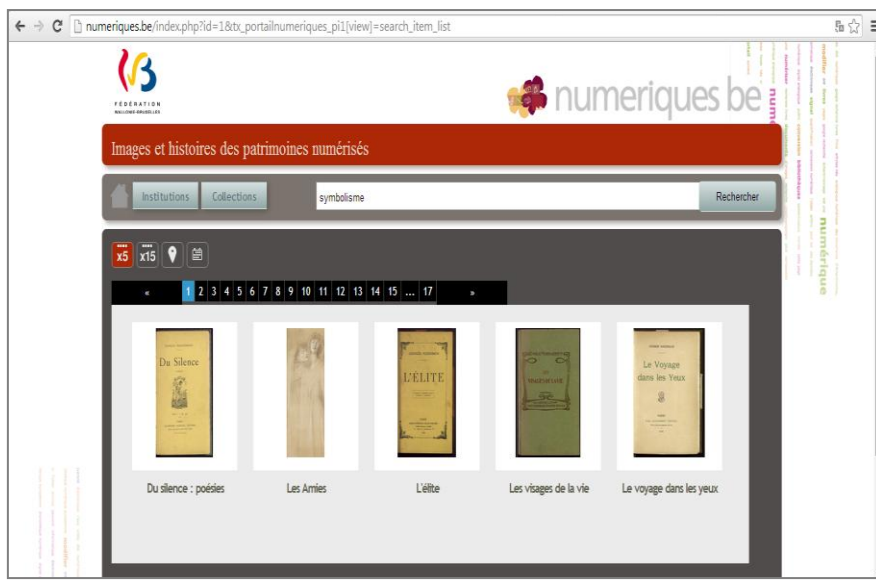 numeriques.be/index.php?id=1&tx_portailnumeriques_pi1[view]=search_item_list
FÉDÉRATION
WALLONIE-BRUXELLES
numeriques be
Images et histoires des patrimoines numérisés
Institutions Collections symbolisme Rechercher
x5 x15
« 1 2 3 4 5 6 7 8 9 10 11 12 13 14 15 ... 17 »
Du Silence
L'ÉLITE
Le Voyage
dans les Yeux
Du silence : poésies Les Amies L'élite Les visages de la vie Le voyage dans les yeux
numérique